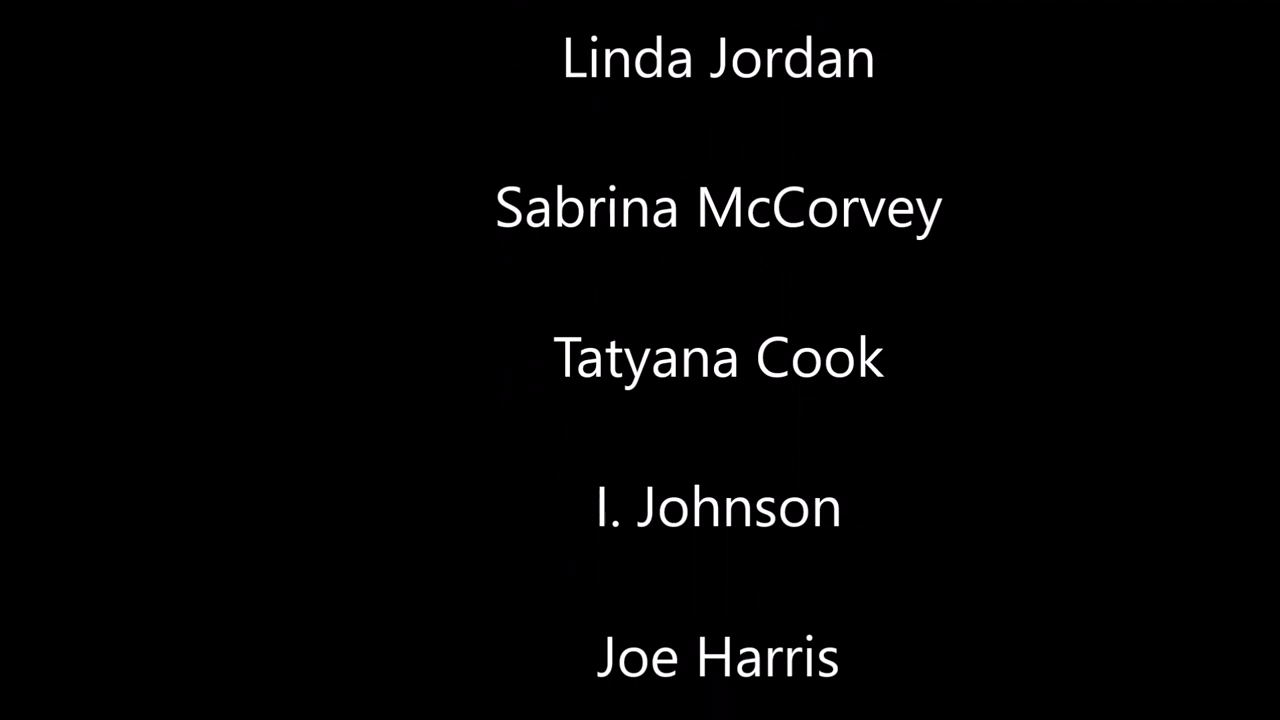 Linda Jordan
Sabrina McCorvey
Tatyana Cook
I. Johnson
Joe Harris